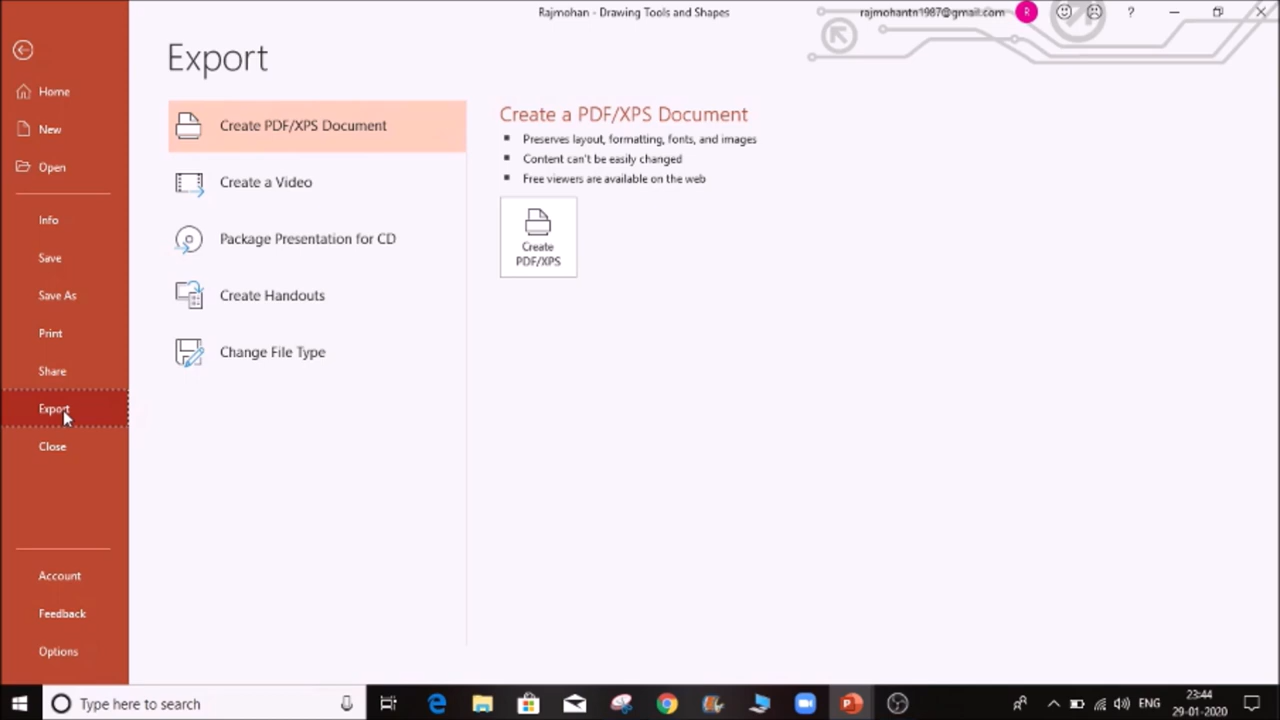 Rajmohan - Drawing Tools and Shapes
rajmohantn1987@gmail.com
R
?
Export
Home
New
Open
Info
Save
Save As
Print
Share
Export
Close
Account
Feedback
Options
Create PDF/XPS Document
Create a Video
Package Presentation for CD
Create Handouts
Change File Type
Create a PDF/XPS Document
Preserves layout, formatting, fonts, and images
Content can't be easily changed
Free viewers are available on the web
Create
PDF/XPS
Type here to search
ENG
23:44
29-01-2020